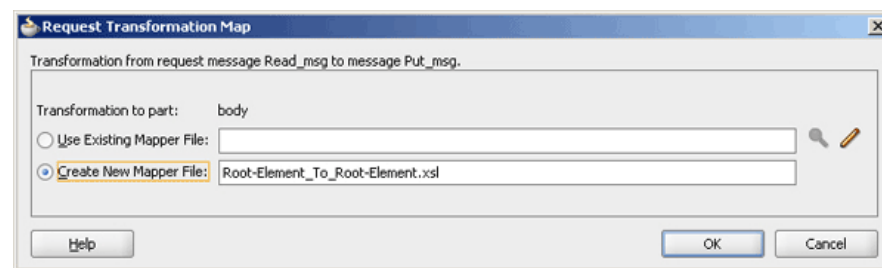 Request Transformation Map
Transformation from request message Read_msg to message Put_msg.
Transformation to part: body
Use Existing Mapper File:
Create New Mapper File: Root-Element_To_Root-Element.xsl
Help OK Cancel